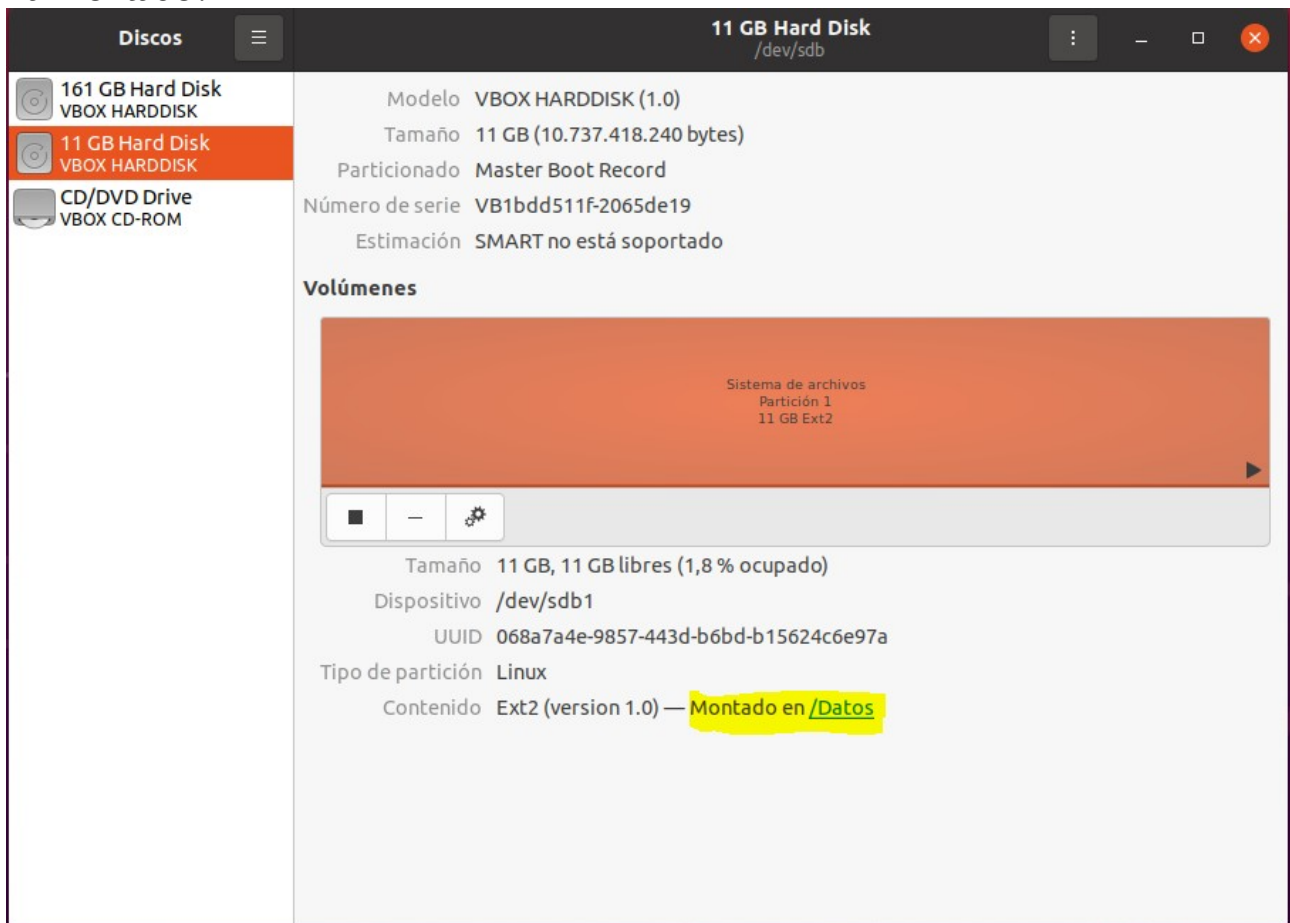 Discos
11 GB Hard Disk
/dev/sdb
161 GB Hard Disk
VBOX HARDDISK
11 GB Hard Disk
VBOX HARDDISK
CD/DVD Drive
VBOX CD-ROM
Modelo VBOX HARDDISK (1.0)
Tamaño 11 GB (10.737.418.240 bytes)
Particionado Master Boot Record
Número de serie VB1bdd511f-2065de19
Estimación SMART no está soportado
Volúmenes
Sistema de archivos
Partición 1
11 GB Ext2
Tamaño 11 GB, 11 GB libres (1,8 % ocupado)
Dispositivo /dev/sdb1
UUID 068a7a4e-9857-443d-b6bd-b15624c6e97a
Tipo de partición Linux
Contenido Ext2 (version 1.0) — Montado en /Datos